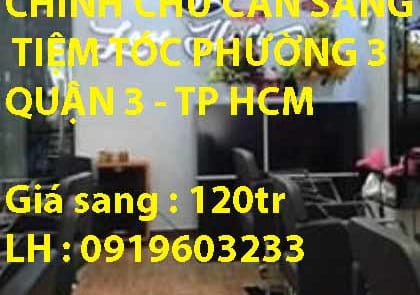 CHÍNH CHỦ CẦN SANG
TIỆM TÓC PHƯỜNG 3
QUẬN 3 - TP HCM
Giá sang : 120tr
LH : 0919603233